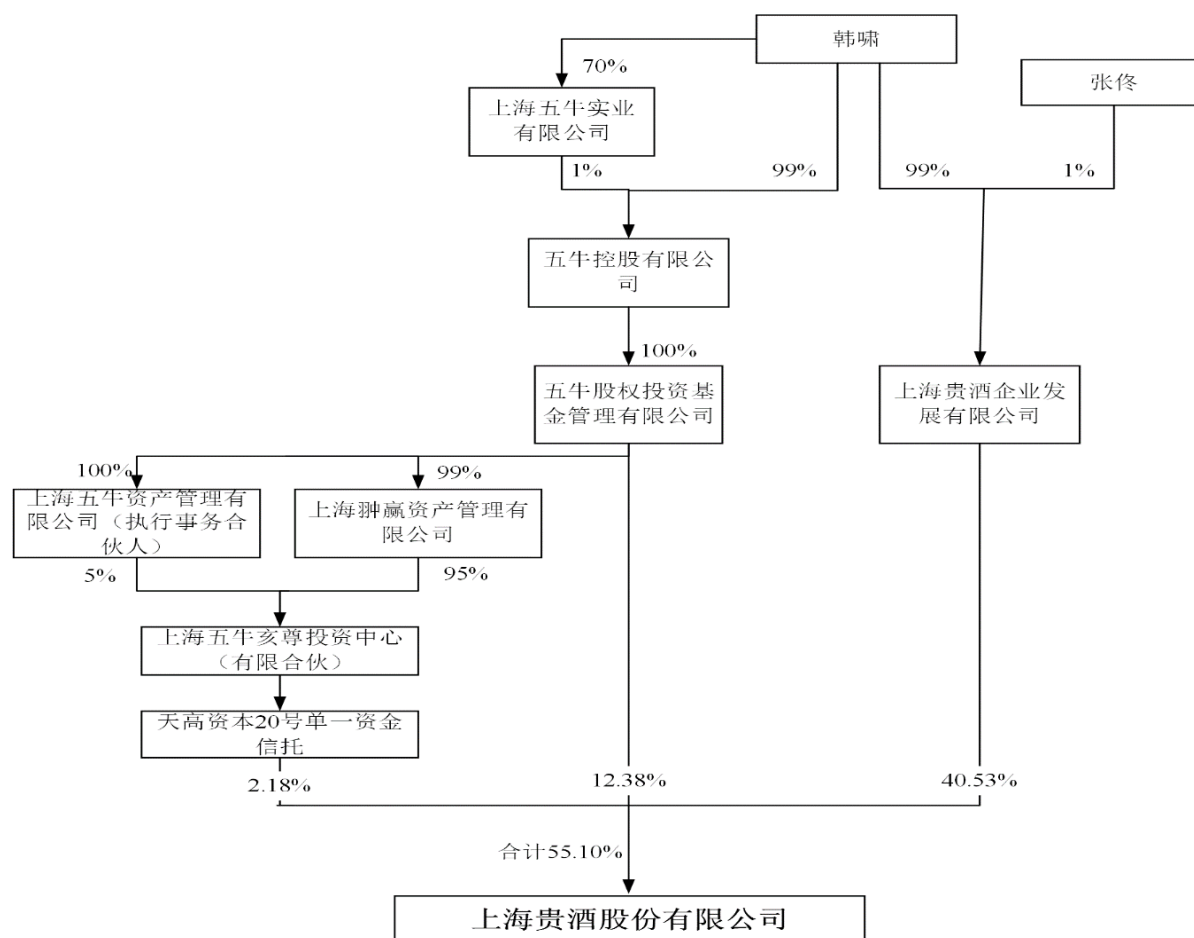 韩啸
70%
张佟
上海五牛实业
有限公司
1%
99%
99%
1%
五牛控股有限公
司
100%
五牛股权投资基
金管理有限公司
上海贵酒企业发
展有限公司
100%
99%
上海五牛资产管理有
限公司（执行事务合
伙人）
上海翀赢资产管理有
限公司
5%
95%
上海五牛亥尊投资中心
（有限合伙）
天高资本20号单一资金
信托
2.18%
12.38%
40.53%
合计55.10%
上海贵酒股份有限公司